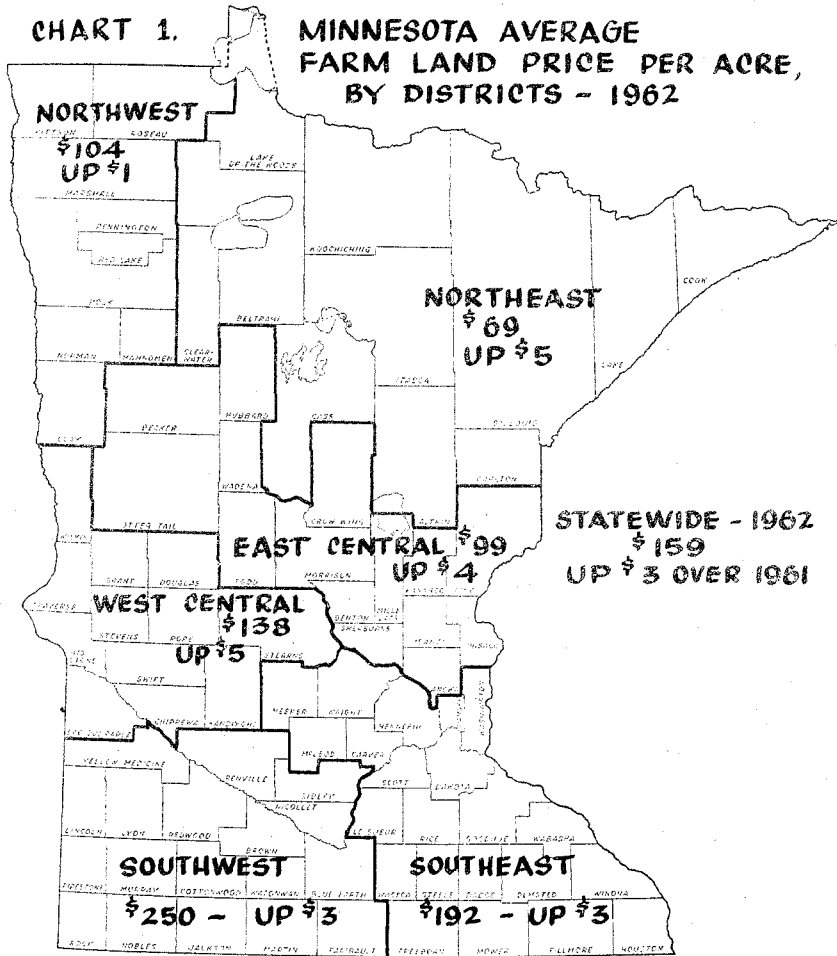 CHART 1.
MINNESOTA AVERAGE
FARM LAND PRICE PER ACRE,
BY DISTRICTS - 1962
NORTHWEST
KITTSON
ROSEAU
$104
UP $1
LAKE
OF THE WOODS
MARSHALL
PENNINGTON
RED LAKE
KOOCHICHING
COOK
NORTHEAST
$69
UP $5
POLK
BELTRAMI
NORMAN
MAHNOMEN
CLEAR-
WATER
LAKE
ITASCA
HUBBARD
CASS
ST. LOUIS
CLAY
BECKER
CARLTON
WADENA
OTTER TAIL
CROW WING
AITKIN
STATEWIDE - 1962
$159
UP $3 OVER 1961
EAST CENTRAL $99
UP $4
GRANT
DOUGLAS
TODD
MORRISON
TRAVERSE
WEST CENTRAL
$138
UP $5
BENTON
SHERBURNE
MILLE
LACS
STEVENS
POPE
STEARNS
SWIFT
MEEKER
WRIGHT
HENNEPIN
WASHINGTON
CHIPPEWA
KANDIYOHI
LAC QUI PARLE
MCLEOD
CARVER
YELLOW MEDICINE
RENVILLE
SCOTT
DAKOTA
SIBLEY
NICOLLET
LINCOLN
LYON
REDWOOD
BROWN
LE SUEUR
RICE
GOODHUE
WABASHA
SOUTHWEST
SOUTHEAST
PIPESTONE
MURRAY
COTTONWOOD
WATONWAN
BLUE EARTH
WASECA
STEELE
DODGE
OLMSTED
WINONA
$250 - UP $3
$192 - UP $3
ROCK
NOBLES
JACKSON
MARTIN
FARIBAULT
FREEBORN
MOWER
FILLMORE
HOUSTON